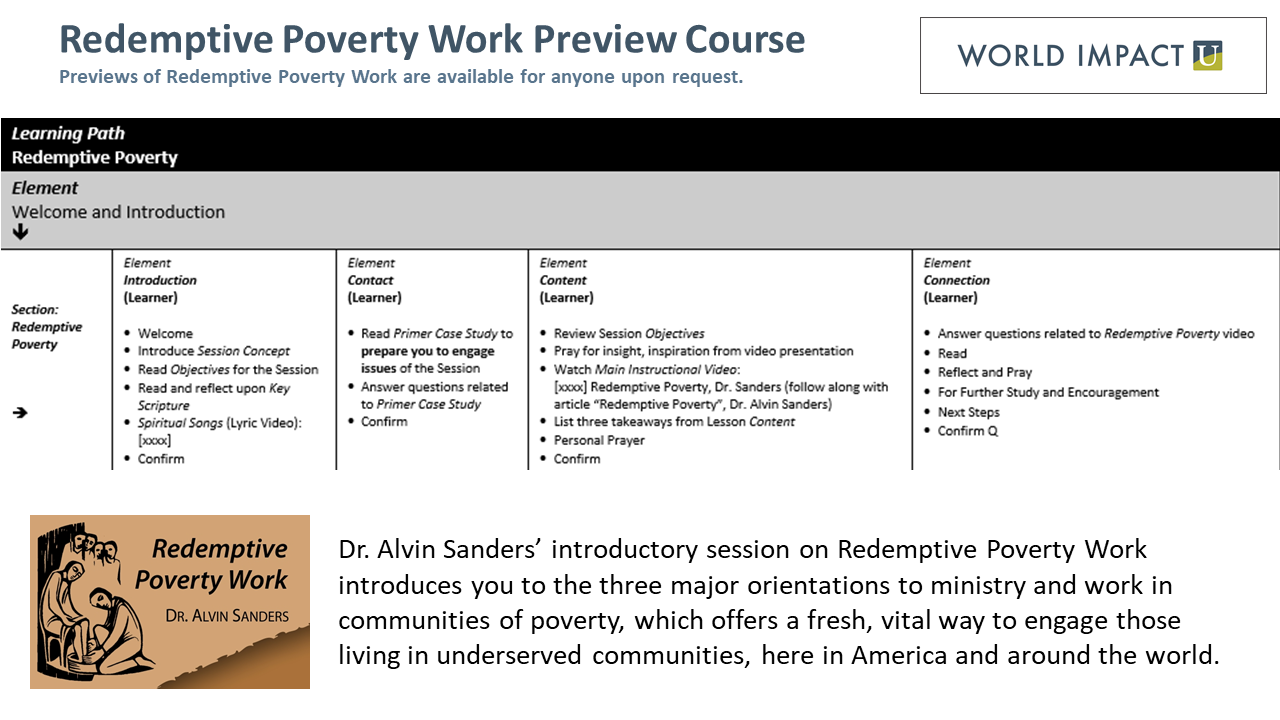 Redemptive Poverty Work Preview Course
Previews of Redemptive Poverty Work are available for anyone upon request.
WORLD IMPACT U
Learning Path
Redemptive Poverty
Element
Welcome and Introduction
Section:
Redemptive
Poverty
Element
Introduction
(Learner)
• Welcome
• Introduce Session Concept
• Read Objectives for the Session
• Read and reflect upon Key
Scripture
• Spiritual Songs (Lyric Video):
[xxxx]
• Confirm
Element
Contact
(Learner)
• Read Primer Case Study to
prepare you to engage
issues of the Session
• Answer questions related
to Primer Case Study
• Confirm
Element
Content
(Learner)
• Review Session Objectives
• Pray for insight, inspiration from video presentation
• Watch Main Instructional Video:
[xxxx] Redemptive Poverty, Dr. Sanders (follow along with
article “Redemptive Poverty”, Dr. Alvin Sanders)
• List three takeaways from Lesson Content
• Personal Prayer
• Confirm
Element
Connection
(Learner)
• Answer questions related to Redemptive Poverty video
• Read
• Reflect and Pray
• For Further Study and Encouragement
• Next Steps
• Confirm Q
Redemptive
Poverty Work
DR. ALVIN SANDERS
Dr. Alvin Sanders’ introductory session on Redemptive Poverty Work
introduces you to the three major orientations to ministry and work in
communities of poverty, which offers a fresh, vital way to engage those
living in underserved communities, here in America and around the world.